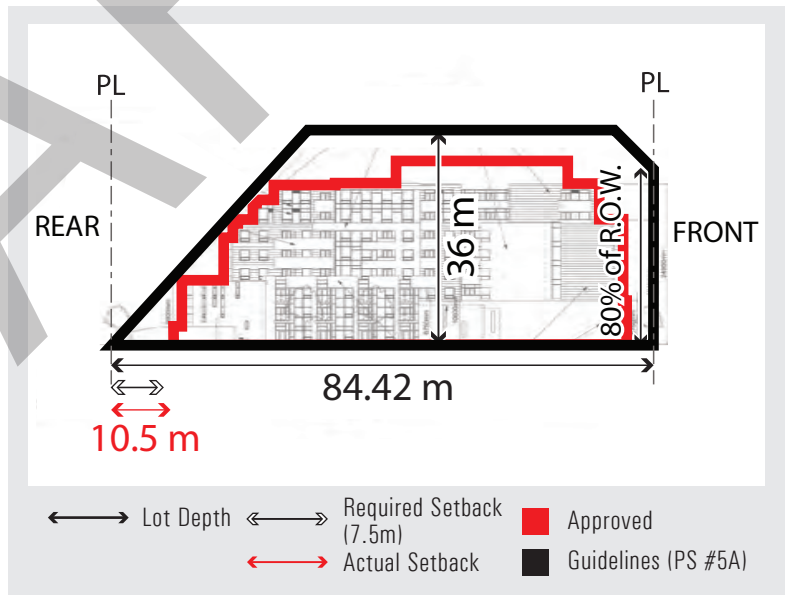 PL
PL
REAR
36 m
80% of R.O.W.
FRONT
84.42 m
10.5 m
Lot Depth
Required Setback
(7.5m)
Actual Setback
Approved
Guidelines (PS #5A)